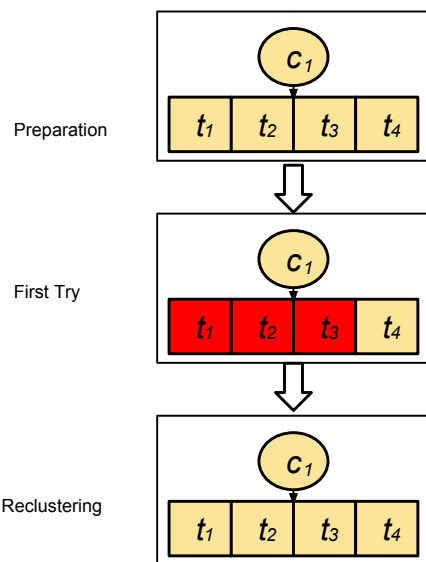 c1
Preparation
t1 t2 t3 t4
c1
First Try
t1 t2 t3 t4
c1
Reclustering
t1 t2 t3 t4